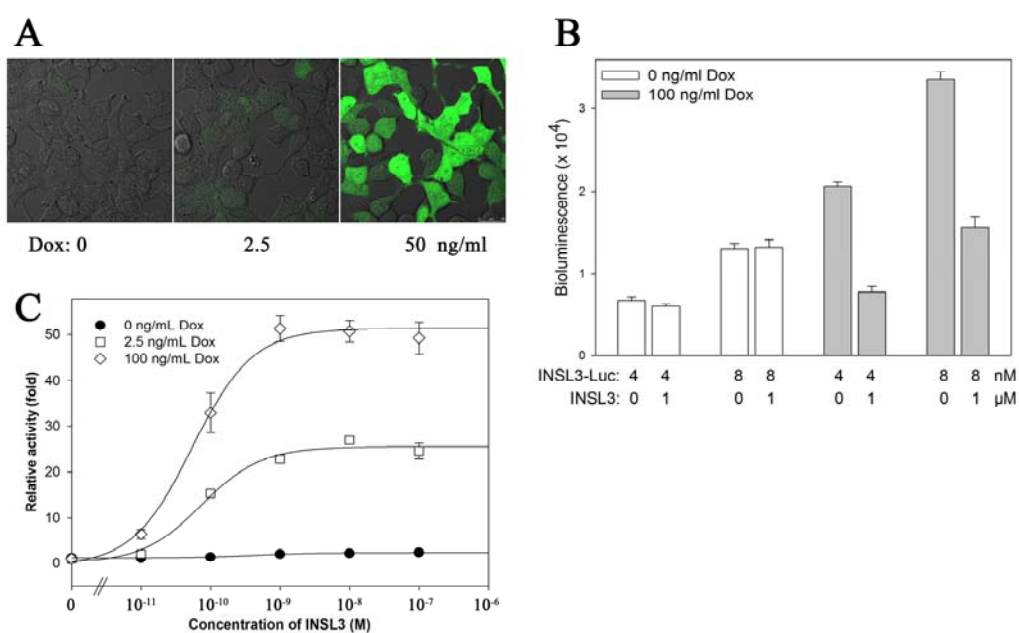 A
Dox: 0 2.5 50 ng/ml
B
0 ng/ml Dox
100 ng/ml Dox
Bioluminescence (x 10⁴)
3
2
1
0
INSL3-Luc: 4 4 8 8 4 4 8 8 nM
INSL3: 0 1 0 1 0 1 0 1 µM
C
0 ng/mL Dox
2.5 ng/mL Dox
100 ng/mL Dox
Relative activity (fold)
50
40
30
20
10
0
0 10⁻¹¹ 10⁻¹⁰ 10⁻⁹ 10⁻⁸ 10⁻⁷ 10⁻⁶
Concentration of INSL3 (M)